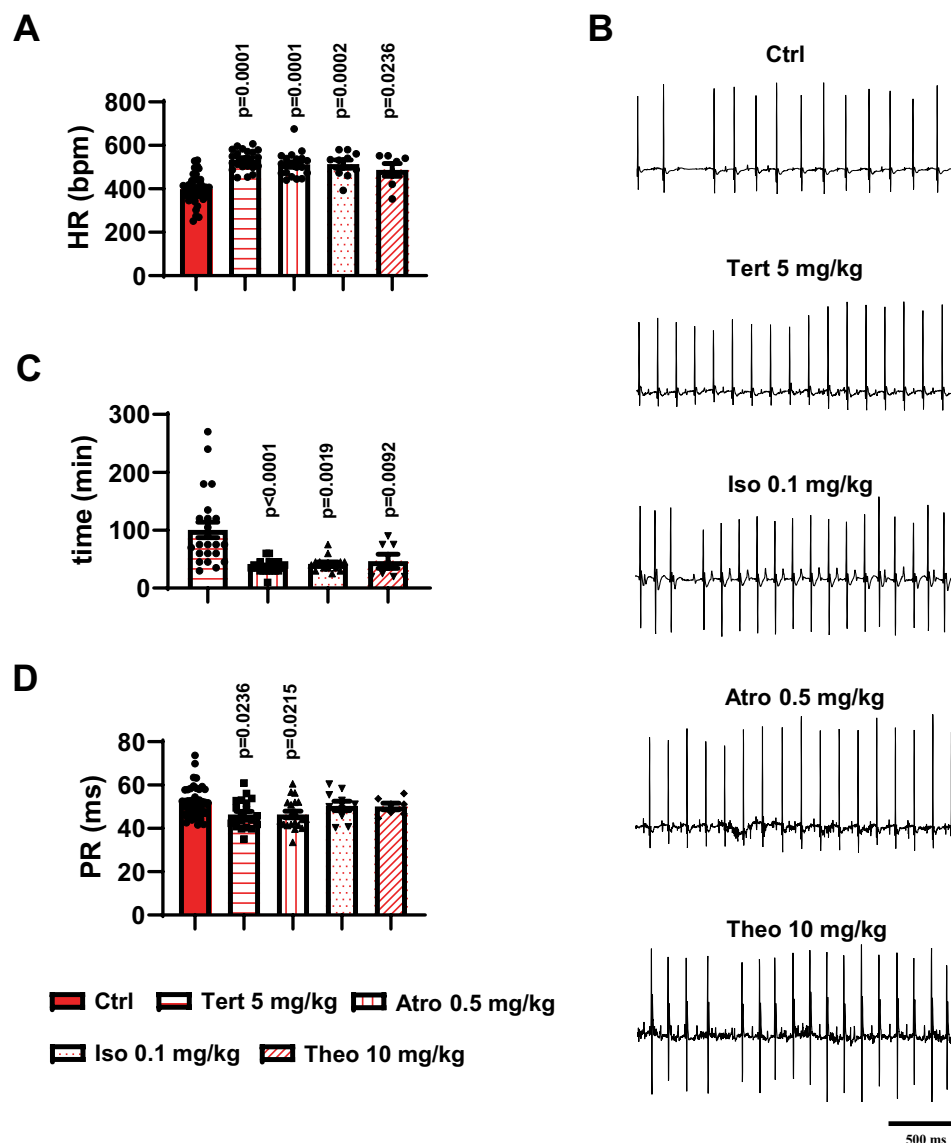 A
HR (bpm)
800
600
400
200
0
p=0.0001
p=0.0001
p=0.0002
p=0.0236
B
Ctrl
Tert 5 mg/kg
Iso 0.1 mg/kg
Atro 0.5 mg/kg
Theo 10 mg/kg
500 ms
C
time (min)
300
200
100
0
p<0.0001
p=0.0019
p=0.0092
D
PR (ms)
80
60
40
20
0
p=0.0236
p=0.0215
Ctrl Tert 5 mg/kg Atro 0.5 mg/kg
Iso 0.1 mg/kg Theo 10 mg/kg